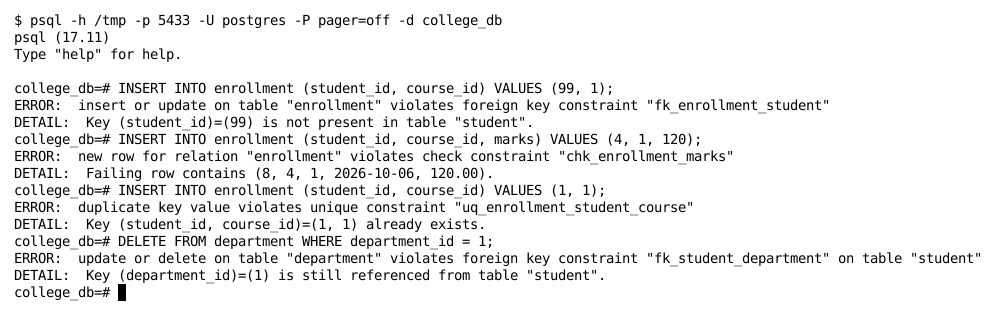 $ psql -h /tmp -p 5433 -U postgres -P pager=off -d college_db
psql (17.11)
Type "help" for help.

college_db=# INSERT INTO enrollment (student_id, course_id) VALUES (99, 1);
ERROR:  insert or update on table "enrollment" violates foreign key constraint "fk_enrollment_student"
DETAIL:  Key (student_id)=(99) is not present in table "student".
college_db=# INSERT INTO enrollment (student_id, course_id, marks) VALUES (4, 1, 120);
ERROR:  new row for relation "enrollment" violates check constraint "chk_enrollment_marks"
DETAIL:  Failing row contains (8, 4, 1, 2026-10-06, 120.00).
college_db=# INSERT INTO enrollment (student_id, course_id) VALUES (1, 1);
ERROR:  duplicate key value violates unique constraint "uq_enrollment_student_course"
DETAIL:  Key (student_id, course_id)=(1, 1) already exists.
college_db=# DELETE FROM department WHERE department_id = 1;
ERROR:  update or delete on table "department" violates foreign key constraint "fk_student_department" on table "student"
DETAIL:  Key (department_id)=(1) is still referenced from table "student".
college_db=#